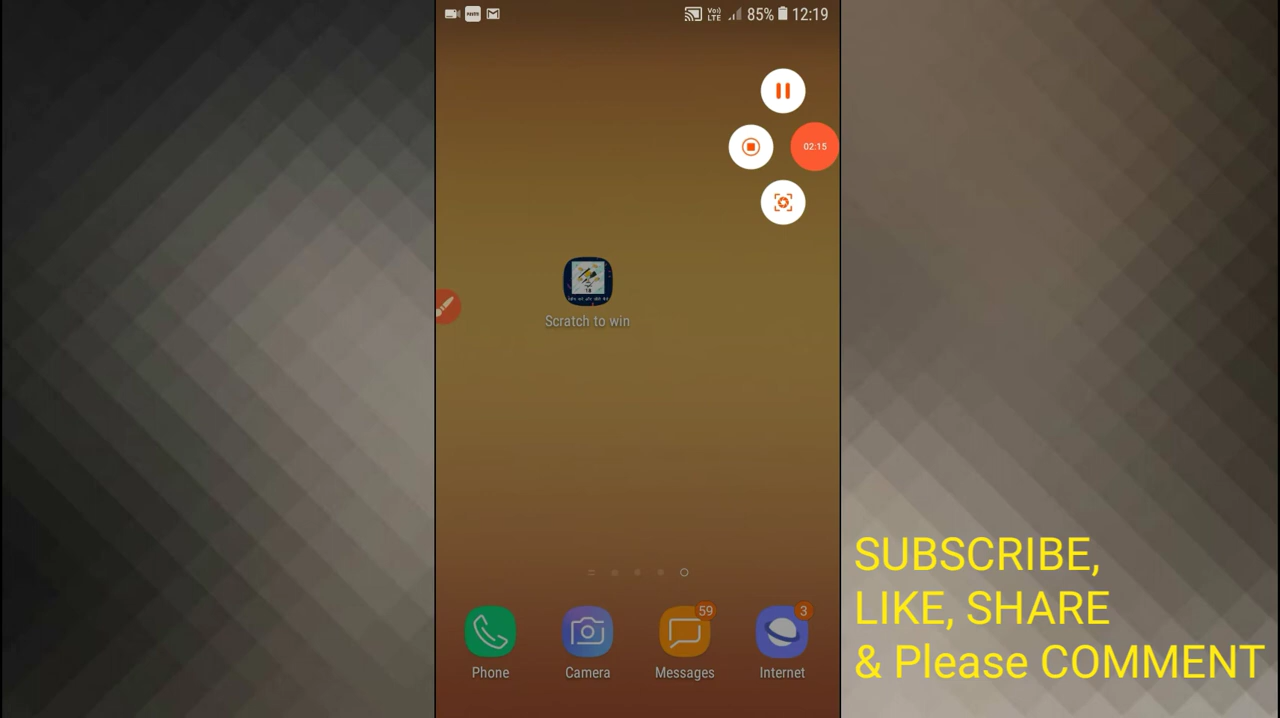 VoLTE 85% 12:19
02:15
Scratch to win
59
3
Phone Camera Messages Internet
SUBSCRIBE,
LIKE, SHARE
& Please COMMENT